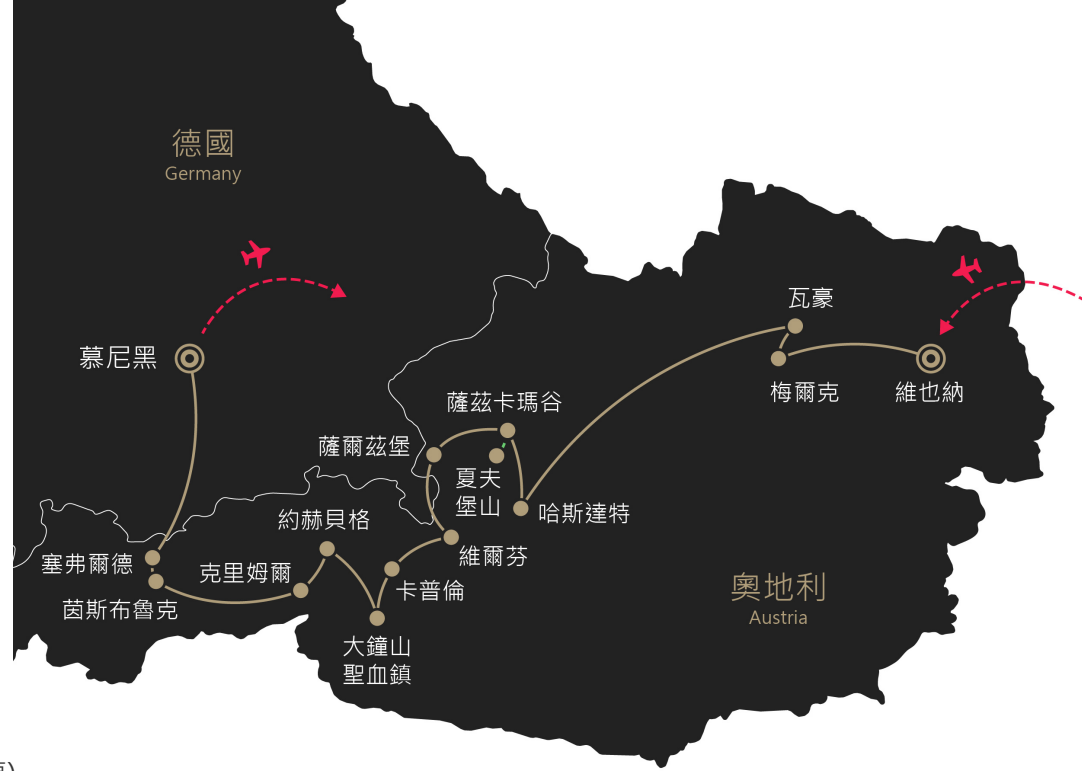 德國
Germany
瓦豪
慕尼黑
梅爾克
維也納
薩茲卡瑪谷
薩爾茲堡
夏夫
堡山
哈斯達特
約赫貝格
維爾芬
塞弗爾德
克里姆爾
卡普倫
茵斯布魯克
奧地利
Austria
大鐘山
聖血鎮